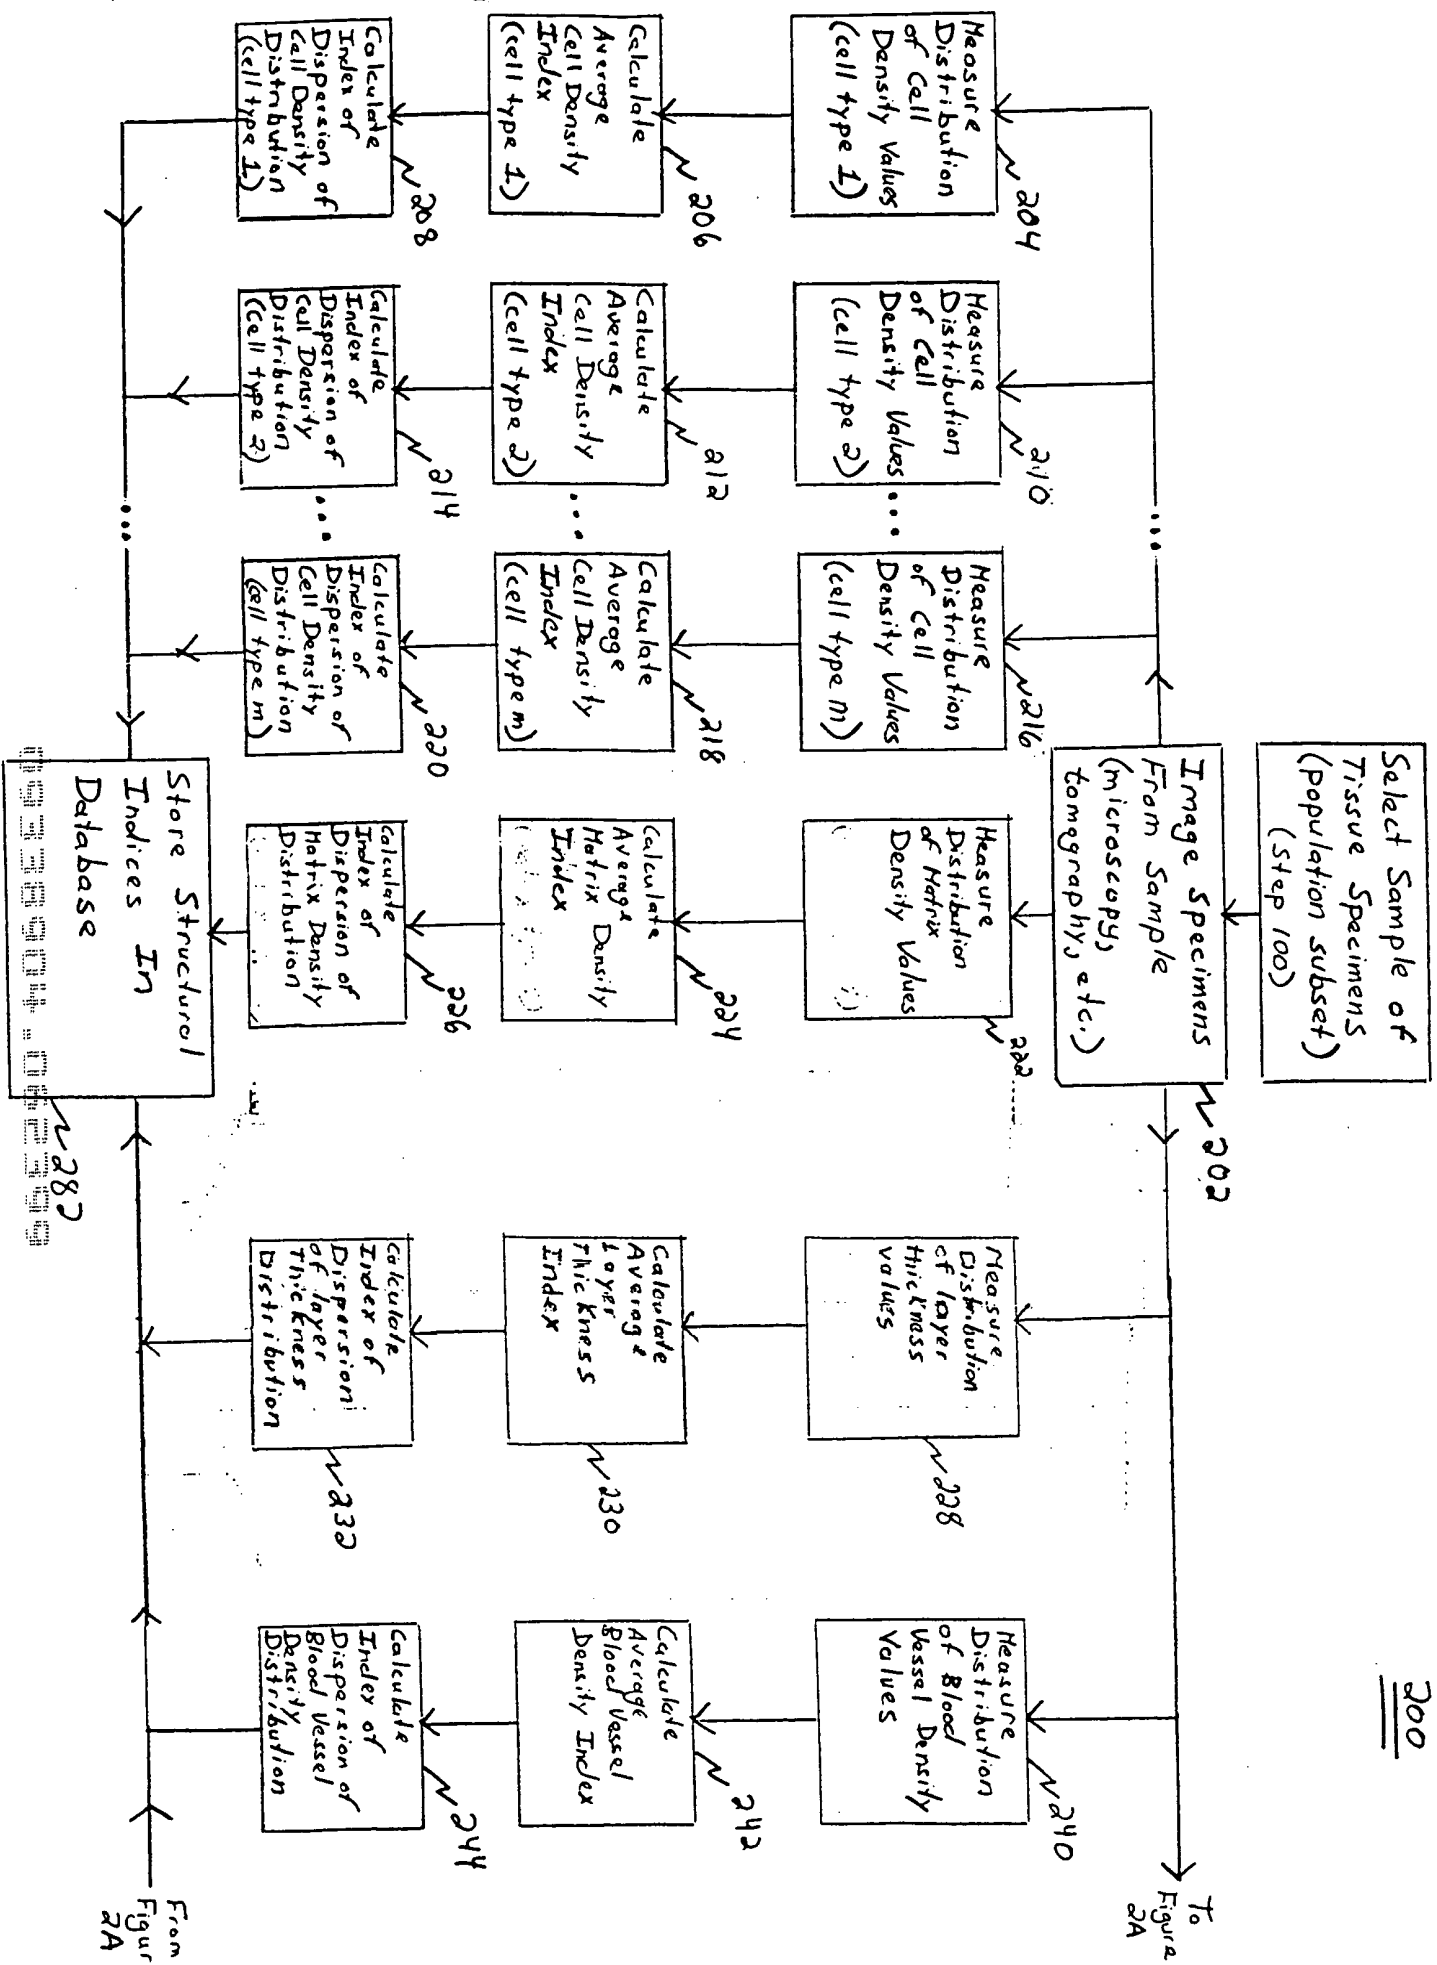 200
Select Sample of
Tissue Specimens
(population subset)
(Step 100)
Image Specimens
From Sample
(microscopy,
tomography, etc.)
202
To
Figure
2A
Measure
Distribution
of Cell
Density Values
(cell type 1)
204
Measure
Distribution
of Cell
Density Values
(cell type 2)
210
...
Measure
Distribution
of Cell
Density Values
(cell type m)
216
Measure
Distribution
of Matrix
Density Values
222
Measure
Distribution
of layer
thickness
values
228
Measure
Distribution
of Blood
Vessel Density
Values
240
Calculate
Average
Cell Density
Index
(cell type 1)
206
Calculate
Average
Cell Density
Index
(cell type 2)
212
...
Calculate
Average
Cell Density
Index
(cell type m)
218
Calculate
Average
Matrix Density
Index
224
Calculate
Average
Layer
Thickness
Index
230
Calculate
Average
Blood Vessel
Density Index
242
Calculate
Index of
Dispersion of
Cell Density
Distribution
(cell type 1)
208
Calculate
Index of
Dispersion of
Cell Density
Distribution
(cell type 2)
214
...
Calculate
Index of
Dispersion of
Cell Density
Distribution
(cell type m)
220
Calculate
Index of
Dispersion of
Matrix Density
Distribution
226
Calculate
Index of
Dispersion
of layer
Thickness
Distribution
232
Calculate
Index of
Dispersion of
Blood Vessel
Density
Distribution
244
Store Structural
Indices In
Database
282
From
Figur
2A
09338904.062399